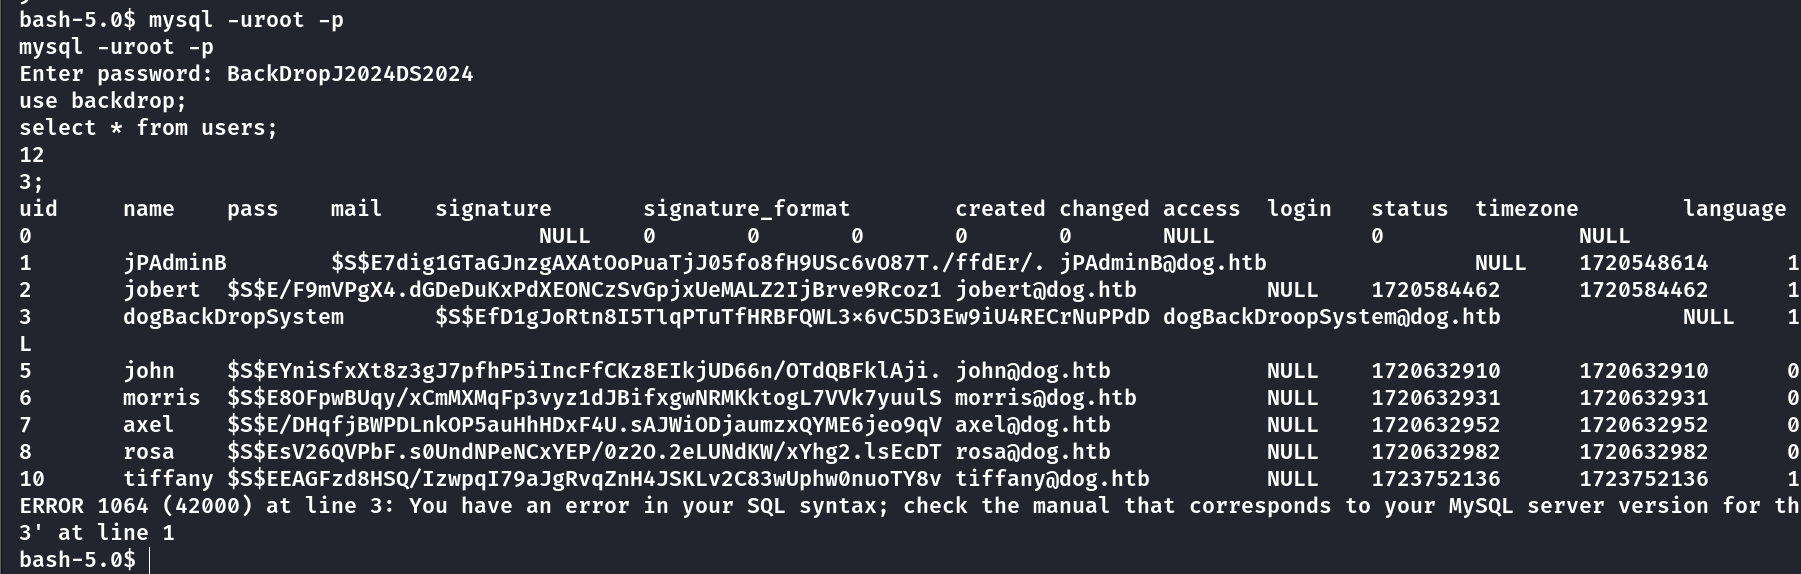 bash-5.0$ mysql -uroot -p
mysql -uroot -p
Enter password: BackDropJ2024DS2024
use backdrop;
select * from users;
12
3;
uid name pass mail signature signature_format created changed access login status timezone language
0 NULL 0 0 0 0 0 NULL 0 NULL
1 jPAdminB $S$E7dig1GTaGJnzgAXAtOoPuaTjJ05fo8fH9USc6vO87T./ffdEr/. jPAdminB@dog.htb NULL 1720548614 1
2 jobert $S$E/F9mVPgX4.dGDeDuKxPdXEONCzSvGpjxUeMALZ2IjBrve9Rcoz1 jobert@dog.htb NULL 1720584462 1720584462 1
3 dogBackDropSystem $S$EfD1gJoRtn8I5TlqPTuTfHRBFQWL3×6vC5D3Ew9iU4RECrNuPPdD dogBackDroopSystem@dog.htb NULL 1
L
5 john $S$EYniSfxXt8z3gJ7pfhP5iIncFfCKz8EIkjUD66n/OTdQBFklAji. john@dog.htb NULL 1720632910 1720632910 0
6 morris $S$E8OFpwBUqy/xCmMXMqFp3vyz1dJBifxgwNRMKktogL7VVk7yuulS morris@dog.htb NULL 1720632931 1720632931 0
7 axel $S$E/DHqfjBWPDLnkOP5auHhHDxF4U.sAJWiODjaumzxQYME6jeo9qV axel@dog.htb NULL 1720632952 1720632952 0
8 rosa $S$EsV26QVPbF.s0UndNPeNCxYEP/0z2O.2eLUNdKW/xYhg2.lsEcDT rosa@dog.htb NULL 1720632982 1720632982 0
10 tiffany $S$EEAGFzd8HSQ/IzwpqI79aJgRvqZnH4JSKLv2C83wUphw0nuoTY8v tiffany@dog.htb NULL 1723752136 1723752136 1
ERROR 1064 (42000) at line 3: You have an error in your SQL syntax; check the manual that corresponds to your MySQL server version for th
3' at line 1
bash-5.0$